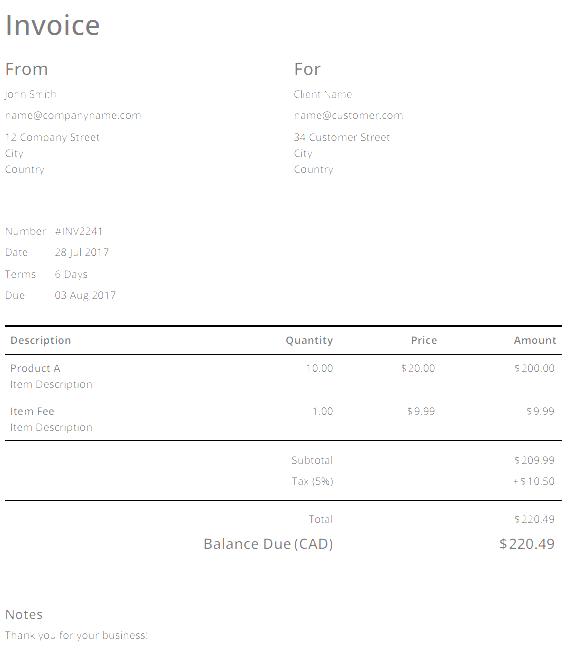 Invoice
From
John Smith
name@companyname.com
12 Company Street
City
Country
For
Client Name
name@customer.com
34 Customer Street
City
Country
Number #INV2241
Date 28 Jul 2017
Terms 6 Days
Due 03 Aug 2017
Description Quantity Price Amount
Product A 10.00 $20.00 $200.00
Item Description
Item Fee 1.00 $9.99 $9.99
Item Description
Subtotal $209.99
Tax (5%) +$10.50
Total $220.49
Balance Due (CAD) $220.49
Notes
Thank you for your business!